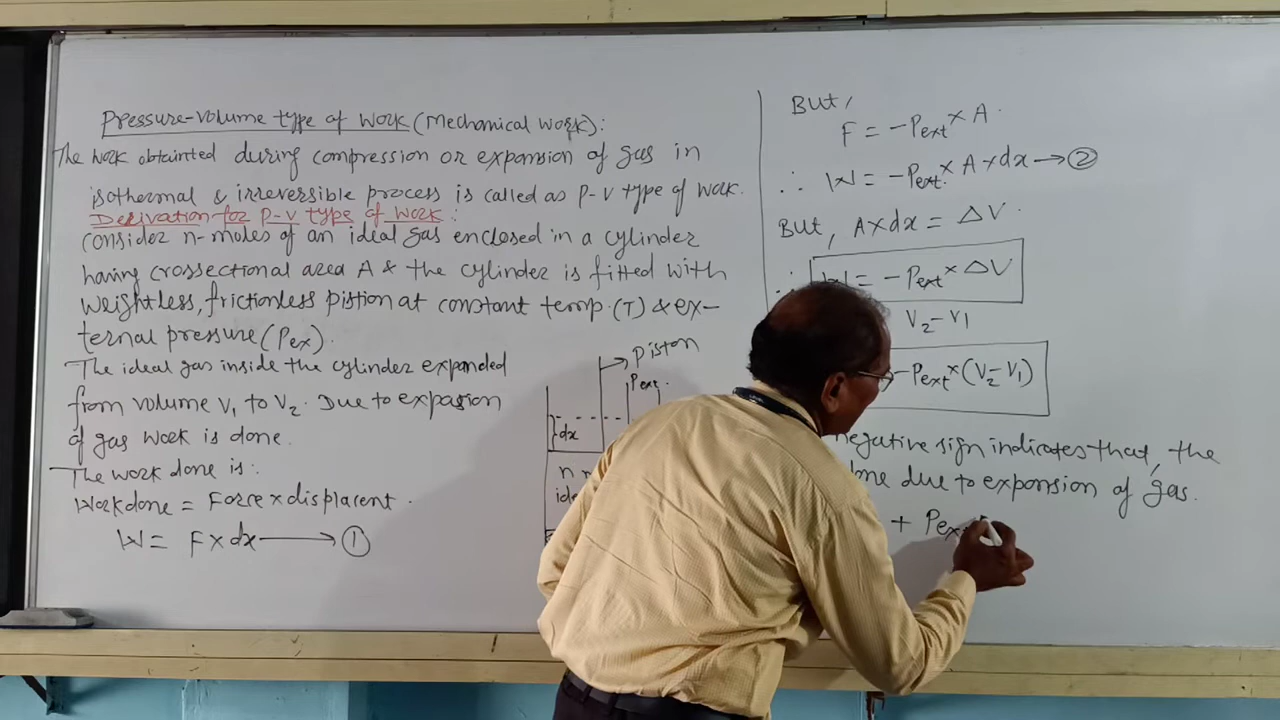 Pressure-volume type of work (Mechanical work):
The work obtainted during compression or expansion of gas in
isothermal & irreversible process is called as P-V type of work.
Derivation for P-V type of work:
Consider n-moles of an ideal gas enclosed in a cylinder
having crossectional area A & the cylinder is fitted with
weightless, frictionless pistion at constant temp. (T) & ex-
ternal pressure (Pex).
The ideal gas inside the cylinder expanded
from volume V1 to V2. Due to expasion
of gas work is done.
The work done is:
Workdone = Force × displacent.
W = F × dx → ①
piston
Pext.
dx
n
But,
F = -Pext × A.
∴ W = -Pext. × A × dx → ②
But, A × dx = ΔV.
∴ W = -Pext × ΔV
V2 - V1
-Pext × (V2 - V1)
negative sign indicates that, the
due to expansion of gas.
+ Pex